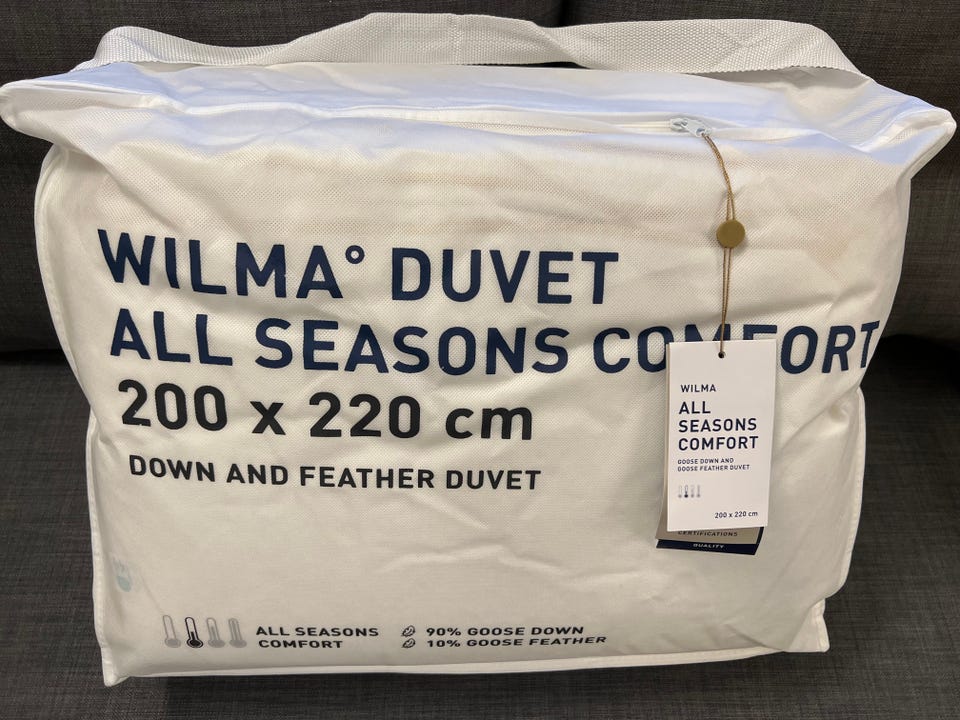 WILMA° DUVET
ALL SEASONS COMFORT
200 x 220 cm
DOWN AND FEATHER DUVET
ALL SEASONS
COMFORT
90% GOOSE DOWN
10% GOOSE FEATHER
WILMA
ALL
SEASONS
COMFORT
GOOSE DOWN AND
GOOSE FEATHER DUVET
200 x 220 cm
CERTIFICATIONS
QUALITY